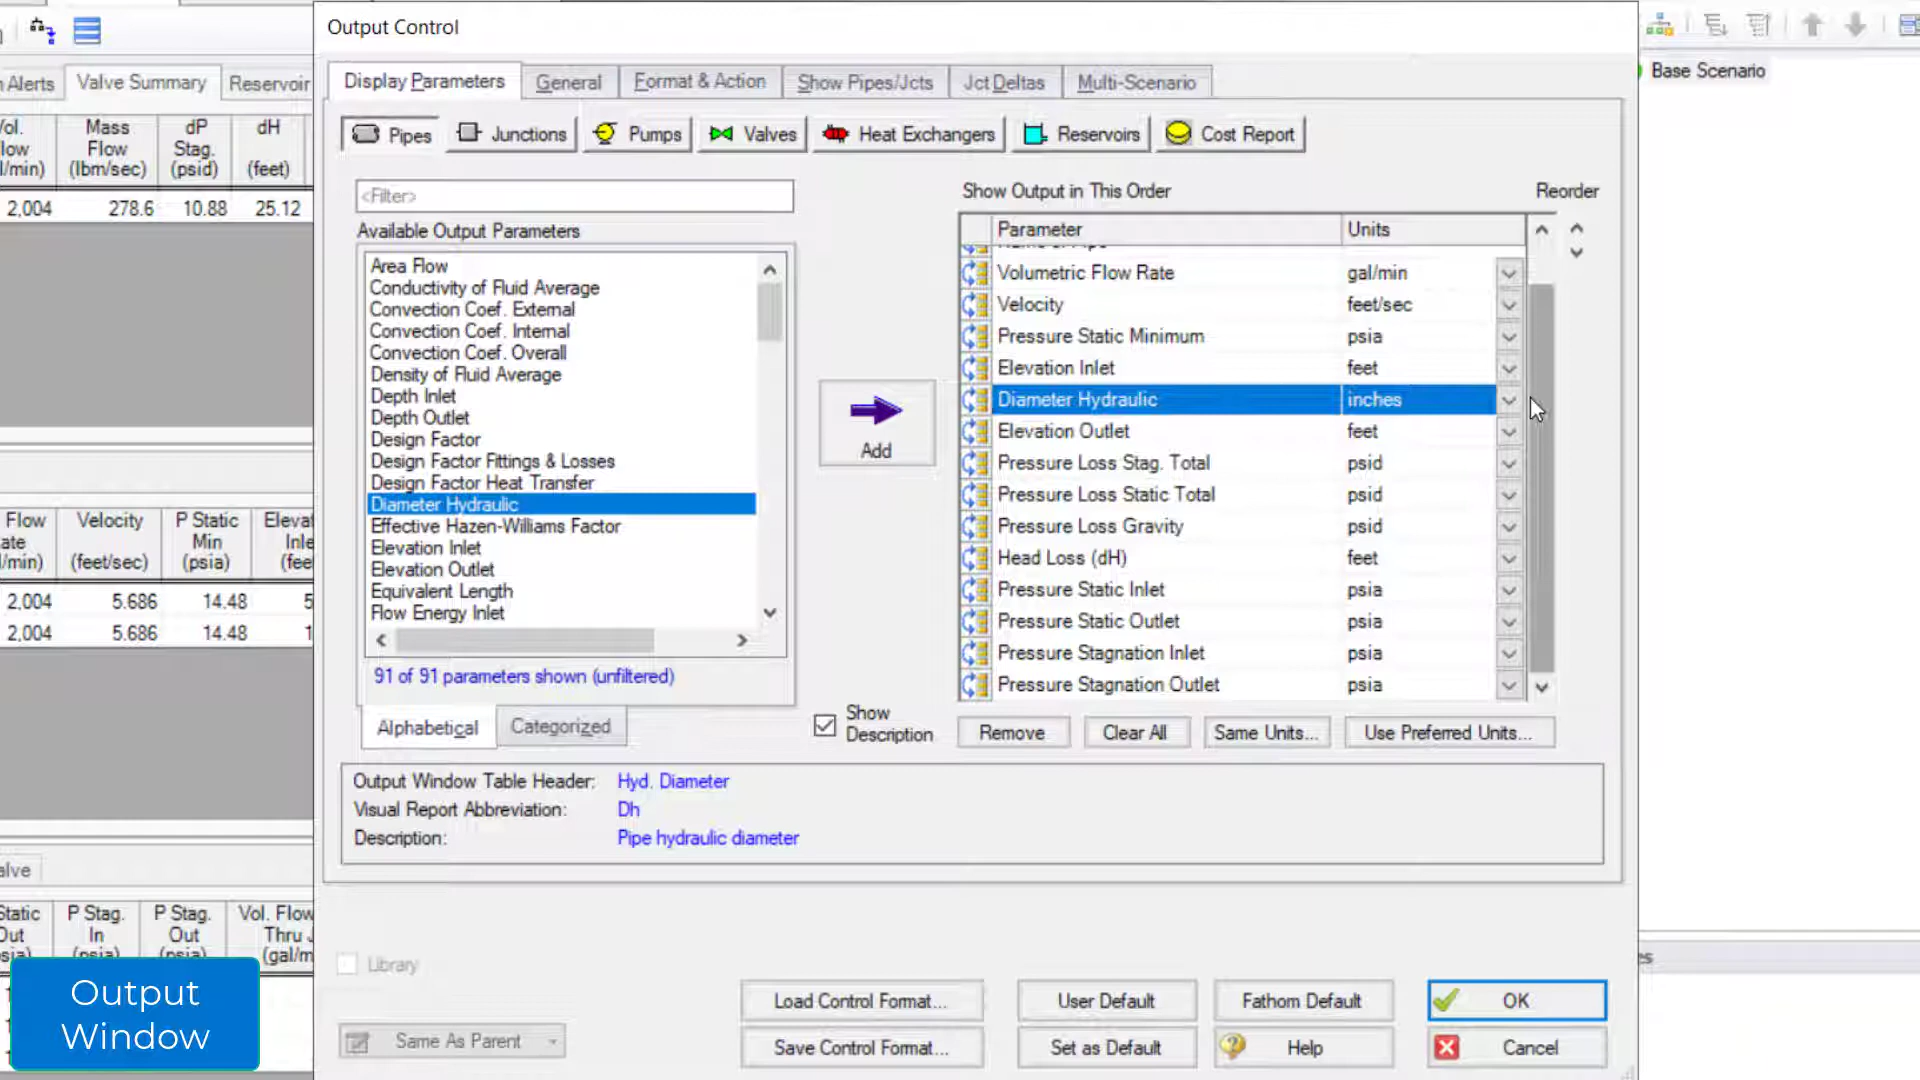 Output Control
Base Scenario
Alerts
Valve Summary
Reservoir
Mass
Flow
(lbm/sec)
dP
Stag.
(psid)
dH
(feet)
2,004
278.6
10.88
25.12
Flow
Velocity
(feet/sec)
P Static
Min
(psia)
2,004
5.686
14.48
2,004
5.686
14.48
P Stag.
In
(psia)
P Stag.
Out
(psia)
Vol. Flow
Thru
Output
Window
Display Parameters
General
Format & Action
Show Pipes/Jcts
Jct Deltas
Multi-Scenario
Pipes
Junctions
Pumps
Valves
Heat Exchangers
Reservoirs
Cost Report
<Filter>
Available Output Parameters
Area Flow
Conductivity of Fluid Average
Convection Coef. External
Convection Coef. Internal
Convection Coef. Overall
Density of Fluid Average
Depth Inlet
Depth Outlet
Design Factor
Design Factor Fittings & Losses
Design Factor Heat Transfer
Diameter Hydraulic
Effective Hazen-Williams Factor
Elevation Inlet
Elevation Outlet
Equivalent Length
Flow Energy Inlet
91 of 91 parameters shown (unfiltered)
Alphabetical
Categorized
Add
Show
Description
Show Output in This Order
Reorder
Parameter
Units
Volumetric Flow Rate gal/min
Velocity feet/sec
Pressure Static Minimum psia
Elevation Inlet feet
Diameter Hydraulic inches
Elevation Outlet feet
Pressure Loss Stag. Total psid
Pressure Loss Static Total psid
Pressure Loss Gravity psid
Head Loss (dH) feet
Pressure Static Inlet psia
Pressure Static Outlet psia
Pressure Stagnation Inlet psia
Pressure Stagnation Outlet psia
Remove
Clear All
Same Units...
Use Preferred Units...
Output Window Table Header: Hyd. Diameter
Visual Report Abbreviation: Dh
Description: Pipe hydraulic diameter
Library
Same As Parent
Load Control Format...
Save Control Format...
User Default
Set as Default
Fathom Default
Help
OK
Cancel